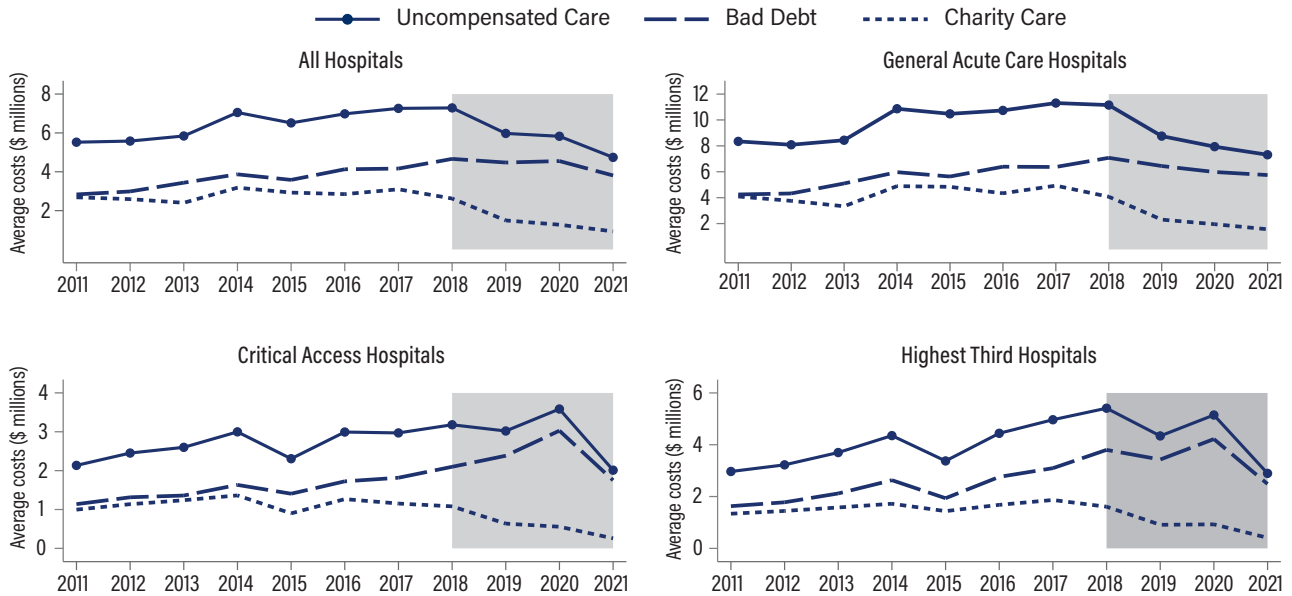 Uncompensated Care Bad Debt Charity Care
All Hospitals
Average costs ($ millions)
8
6
4
2
2011 2012 2013 2014 2015 2016 2017 2018 2019 2020 2021
General Acute Care Hospitals
Average costs ($ millions)
12
10
8
6
4
2
2011 2012 2013 2014 2015 2016 2017 2018 2019 2020 2021
Critical Access Hospitals
Average costs ($ millions)
4
3
2
1
0
2011 2012 2013 2014 2015 2016 2017 2018 2019 2020 2021
Highest Third Hospitals
Average costs ($ millions)
6
4
2
0
2011 2012 2013 2014 2015 2016 2017 2018 2019 2020 2021